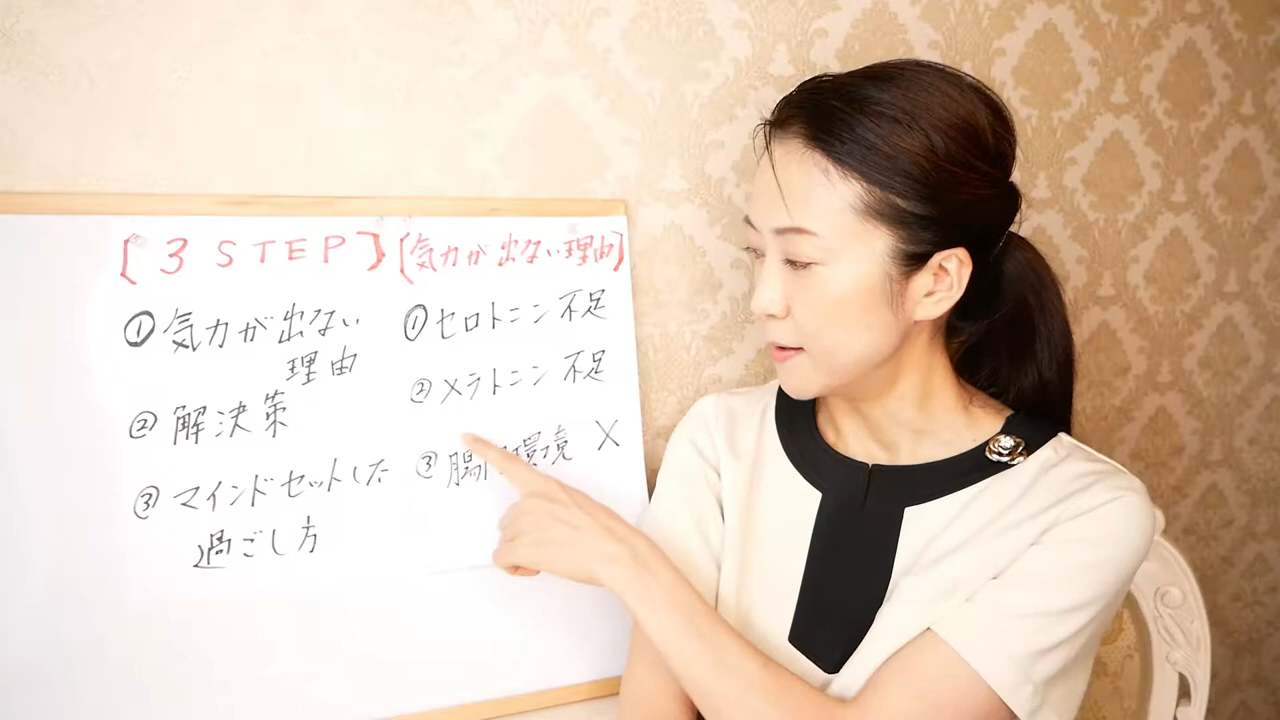 【3 STEP】
① 気力が出ない
理由
② 解決策
③ マインドセットした
過ごし方
【気力が出ない理由】
① セロトニン不足
② メラトニン不足
③ 腸 環境 ×